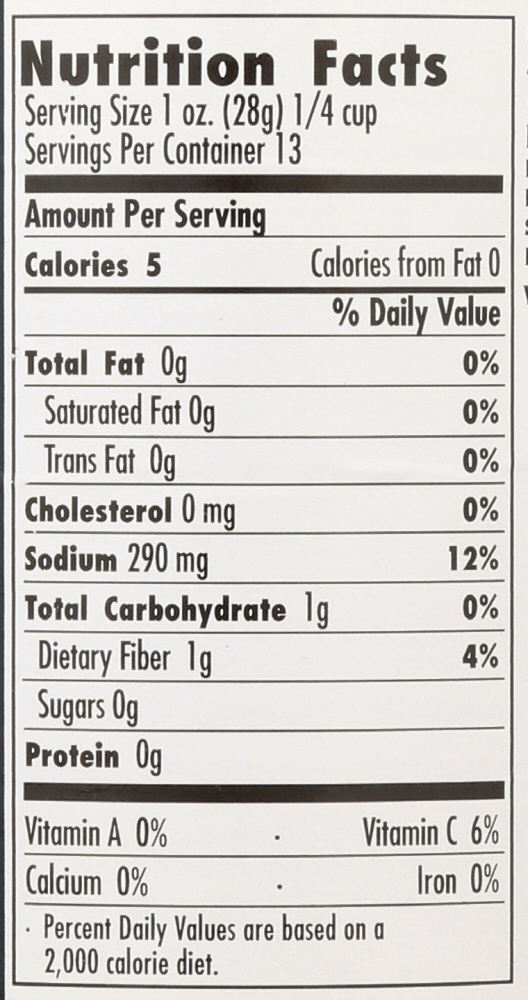 Nutrition Facts
Serving Size 1 oz. (28g) 1/4 cup
Servings Per Container 13
Amount Per Serving
Calories 5 Calories from Fat 0
% Daily Value
Total Fat 0g 0%
Saturated Fat 0g 0%
Trans Fat 0g 0%
Cholesterol 0 mg 0%
Sodium 290 mg 12%
Total Carbohydrate 1g 0%
Dietary Fiber 1g 4%
Sugars 0g
Protein 0g
Vitamin A 0% · Vitamin C 6%
Calcium 0% · Iron 0%
· Percent Daily Values are based on a
2,000 calorie diet.